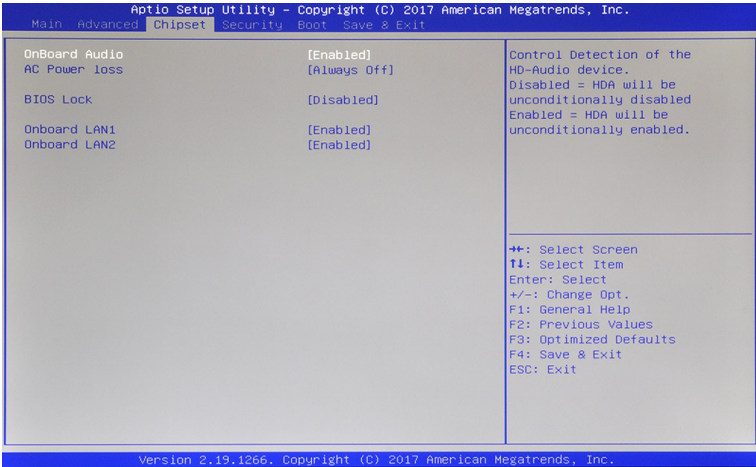 Aptio Setup Utility – Copyright (C) 2017 American Megatrends, Inc.
Main Advanced Chipset Security Boot Save & Exit
OnBoard Audio [Enabled]
AC Power loss [Always Off]
BIOS Lock [Disabled]
Onboard LAN1 [Enabled]
Onboard LAN2 [Enabled]
Control Detection of the
HD-Audio device.
Disabled = HDA will be
unconditionally disabled
Enabled = HDA will be
unconditionally enabled.
→←: Select Screen
↑↓: Select Item
Enter: Select
+/-: Change Opt.
F1: General Help
F2: Previous Values
F3: Optimized Defaults
F4: Save & Exit
ESC: Exit
Version 2.19.1266. Copyright (C) 2017 American Megatrends, Inc.